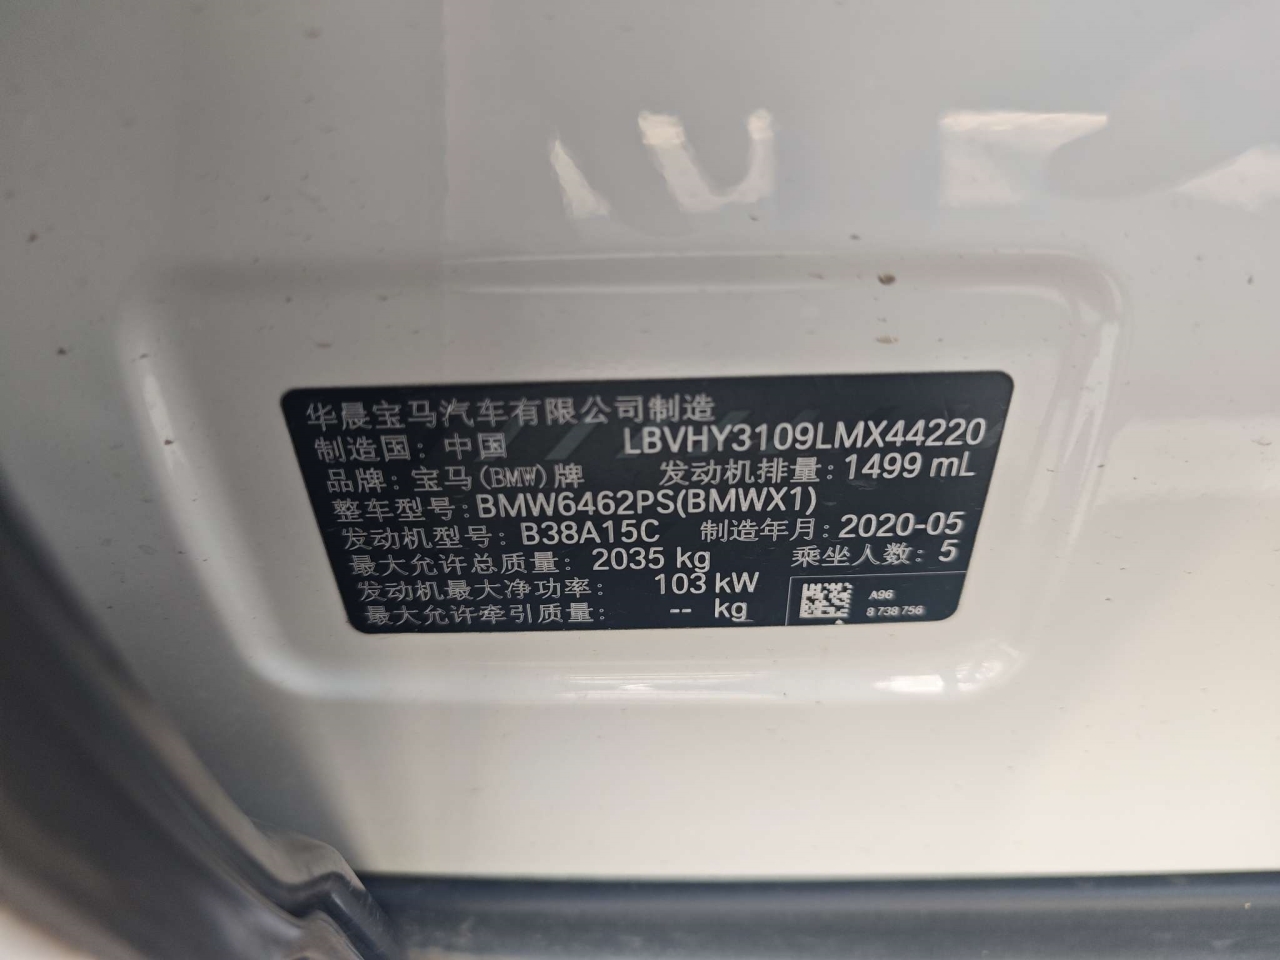 华晨宝马汽车有限公司制造
制造国：中国 LBVHY3109LMX44220
品牌：宝马(BMW)牌 发动机排量：1499 mL
整车型号：BMW6462PS(BMWX1)
发动机型号：B38A15C 制造年月：2020-05
最大允许总质量：2035 kg 乘坐人数：5
发动机最大净功率：103 kW
最大允许牵引质量：-- kg
A96
8 738 756